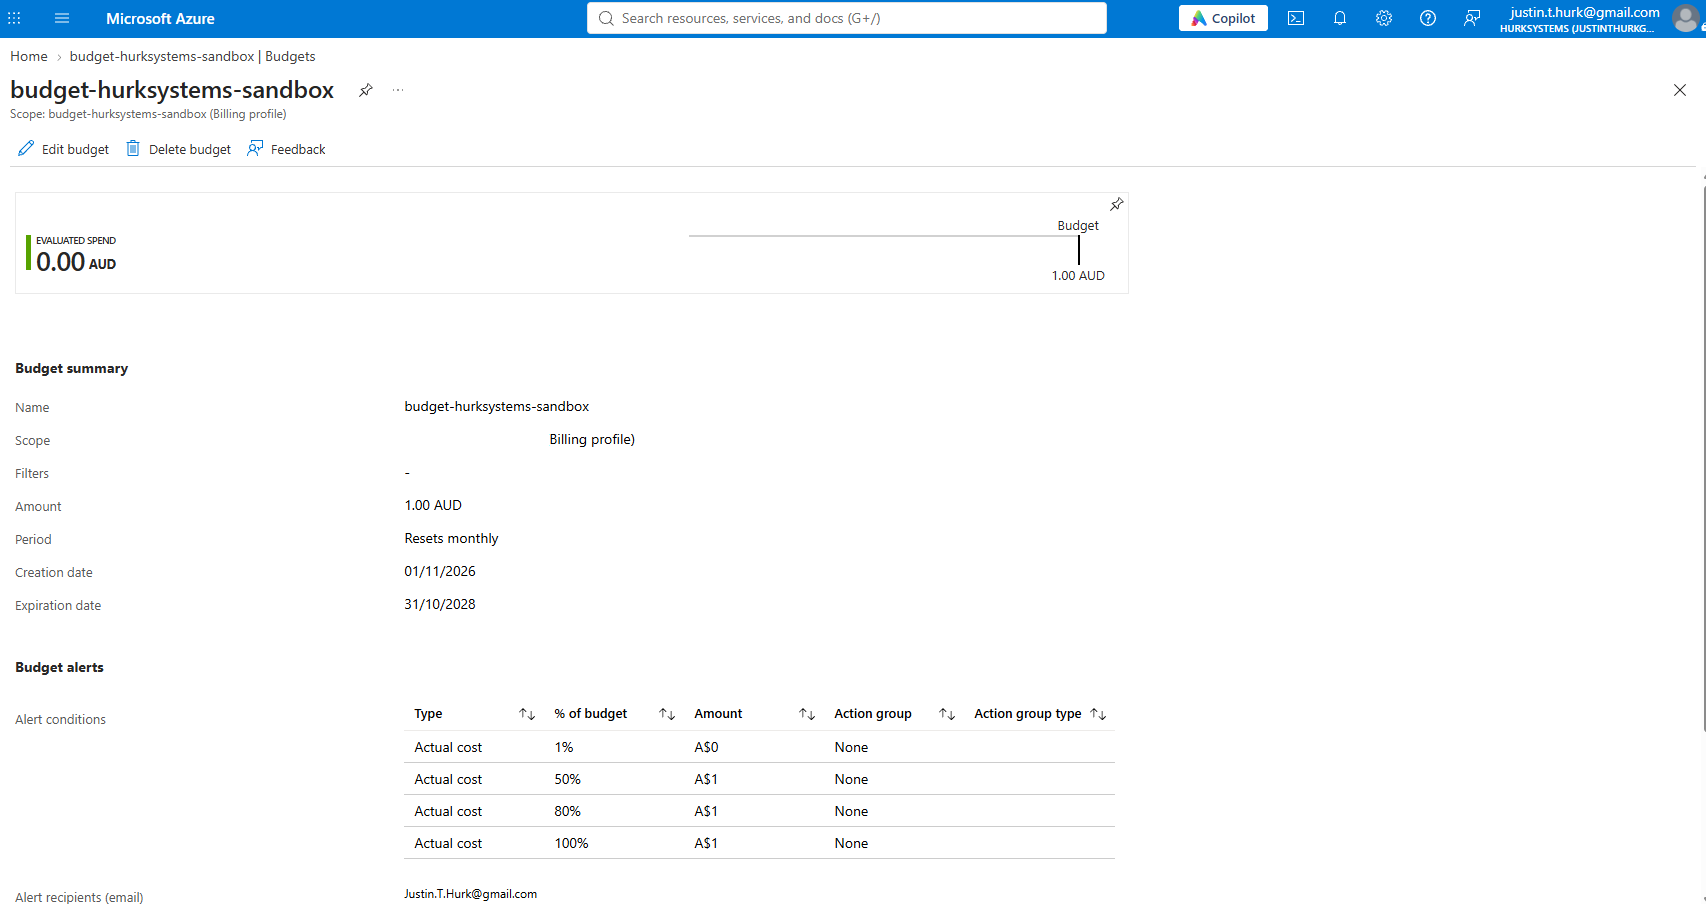 Microsoft Azure
Search resources, services, and docs (G+/)
Copilot
justin.t.hurk@gmail.com
HURKSYSTEMS (JUSTINTHURKG...
Home > budget-hurksystems-sandbox | Budgets
budget-hurksystems-sandbox
Scope: budget-hurksystems-sandbox (Billing profile)
Edit budget Delete budget Feedback
EVALUATED SPEND
0.00 AUD
Budget
1.00 AUD
Budget summary
Name budget-hurksystems-sandbox
Scope Billing profile)
Filters -
Amount 1.00 AUD
Period Resets monthly
Creation date 01/11/2026
Expiration date 31/10/2028
Budget alerts
Alert conditions
Type % of budget Amount Action group Action group type
Actual cost 1% A$0 None
Actual cost 50% A$1 None
Actual cost 80% A$1 None
Actual cost 100% A$1 None
Alert recipients (email) Justin.T.Hurk@gmail.com